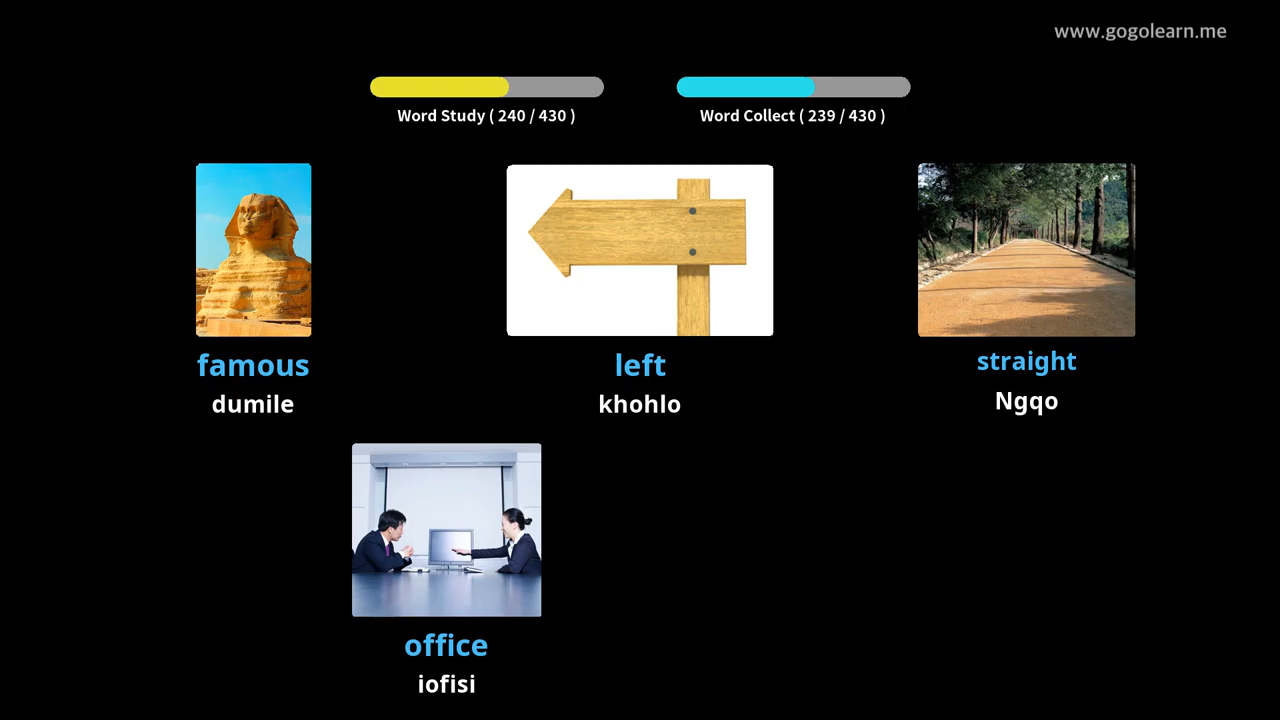 www.gogolearn.me
Word Study ( 240 / 430 )
Word Collect ( 239 / 430 )
famous
dumile
left
khohlo
straight
Ngqo
office
iofisi